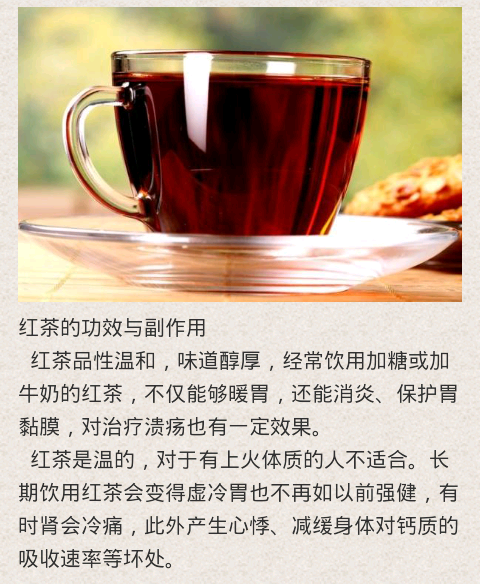 红茶的功效与副作用
红茶品性温和，味道醇厚，经常饮用加糖或加
牛奶的红茶，不仅能够暖胃，还能消炎、保护胃
黏膜，对治疗溃疡也有一定效果。
红茶是温的，对于有上火体质的人不适合。长
期饮用红茶会变得虚冷胃也不再如以前强健，有
时肾会冷痛，此外产生心悸、减缓身体对钙质的
吸收速率等坏处。